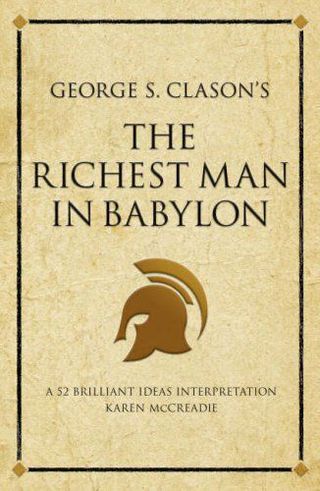 GEORGE S. CLASON'S
THE
RICHEST MAN
IN BABYLON
A 52 BRILLIANT IDEAS INTERPRETATION
KAREN McCREADIE